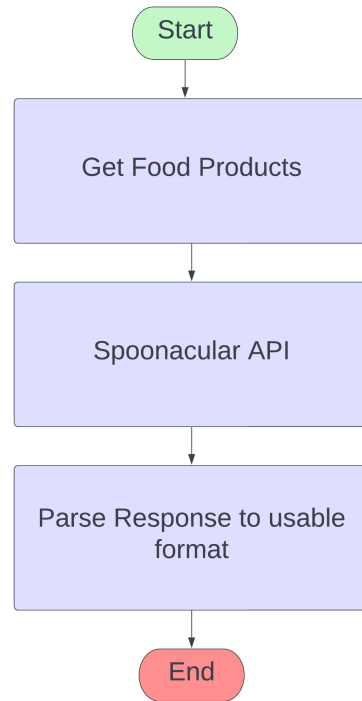 Start
Get Food Products
Spoonacular API
Parse Response to usable
format
End